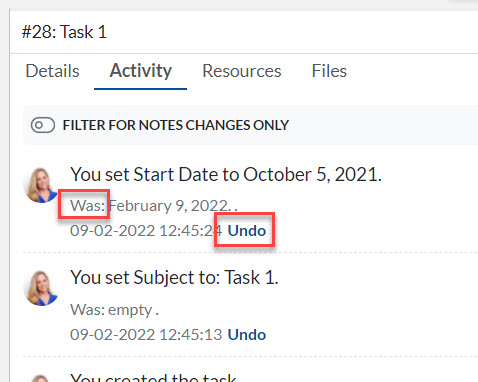 #28: Task 1
Details Activity Resources Files
FILTER FOR NOTES CHANGES ONLY
You set Start Date to October 5, 2021.
Was: February 9, 2022. .
09-02-2022 12:45:24 Undo
You set Subject to: Task 1.
Was: empty .
09-02-2022 12:45:13 Undo
You created the task